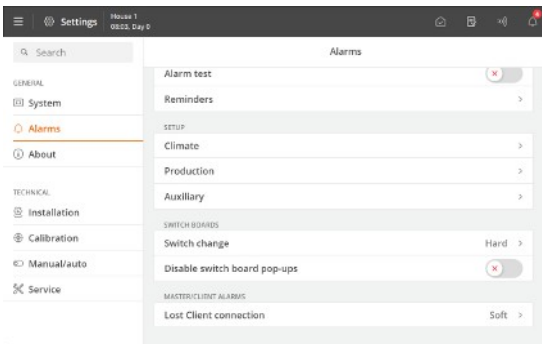 Settings
House 1
08:03, Day 0
4
Search
Alarms
GENERAL
System
Alarms
About
TECHNICAL
Installation
Calibration
Manual/auto
Service
Alarm test
Reminders
SETUP
Climate
Production
Auxiliary
SWITCH BOARDS
Switch change Hard
Disable switch board pop-ups
MASTER/CLIENT ALARMS
Lost Client connection Soft